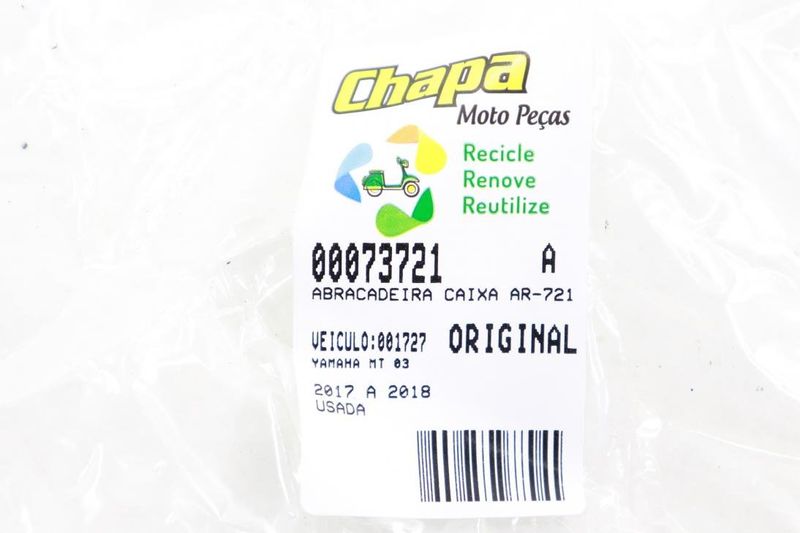 Chapa
Moto Peças
Recicle
Renove
Reutilize
00073721 A
ABRACADEIRA CAIXA AR-721
VEICULO:001727 ORIGINAL
YAMAHA MT 03
2017 A 2018
USADA